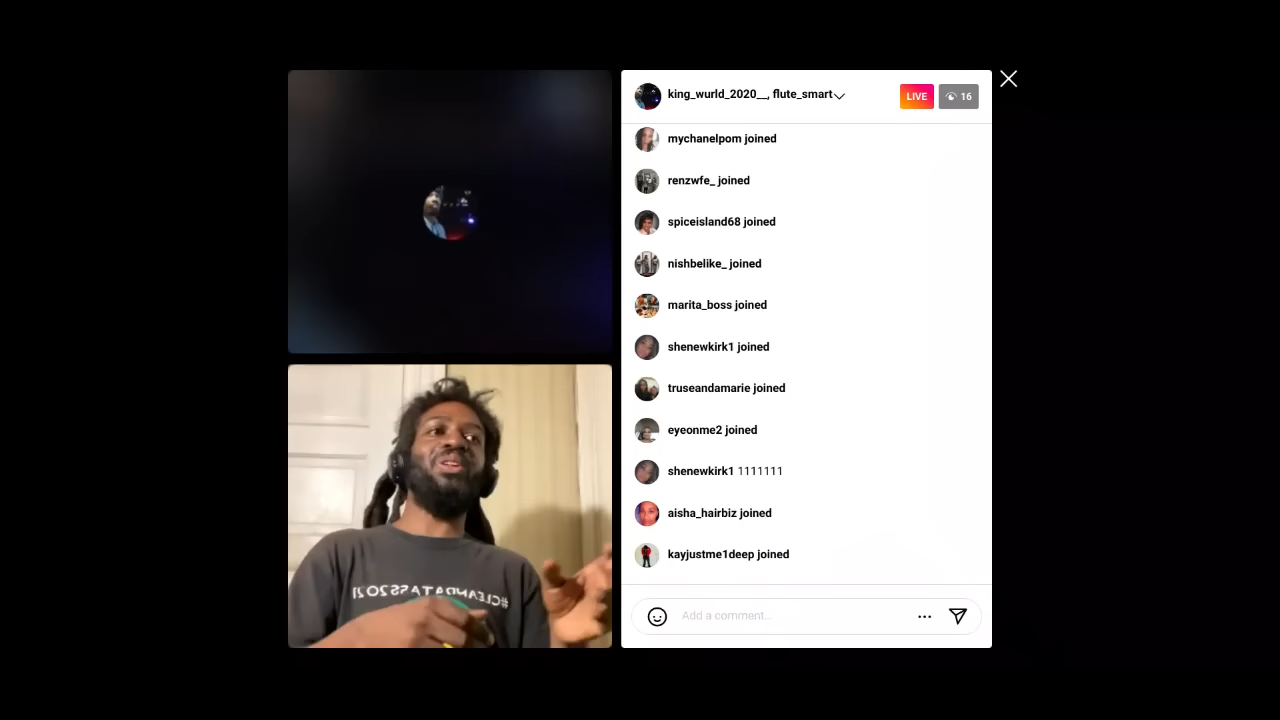 king_wurld_2020__, flute_smart
LIVE
16
mychanelpom joined
renzwfe_ joined
spiceisland68 joined
nishbelike_ joined
marita_boss joined
shenewkirk1 joined
truseandamarie joined
eyeonme2 joined
shenewkirk1 1111111
aisha_hairbiz joined
kayjustme1deep joined
Add a comment...
#CLEANDATASS2021